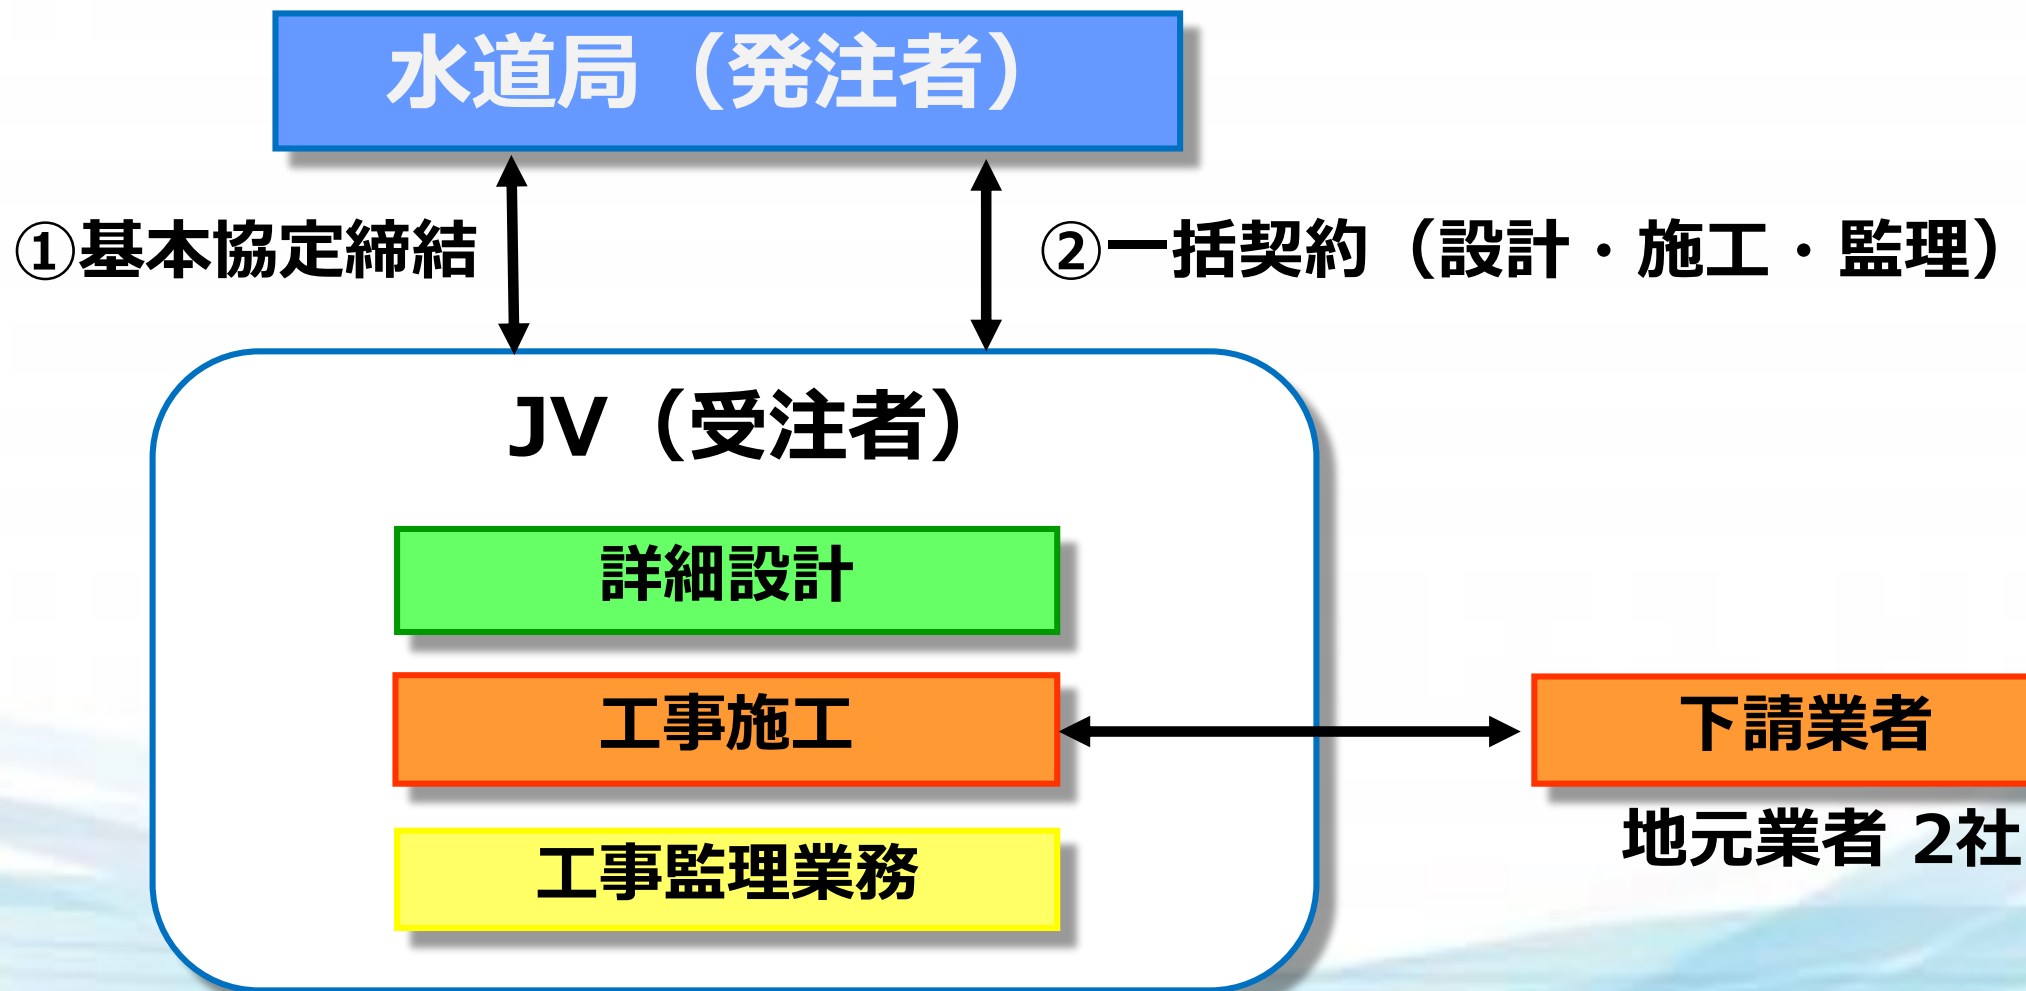 水道局（発注者）
①基本協定締結
②一括契約（設計・施工・監理）
JV（受注者）
詳細設計
工事施工
下請業者
地元業者 2社
工事監理業務